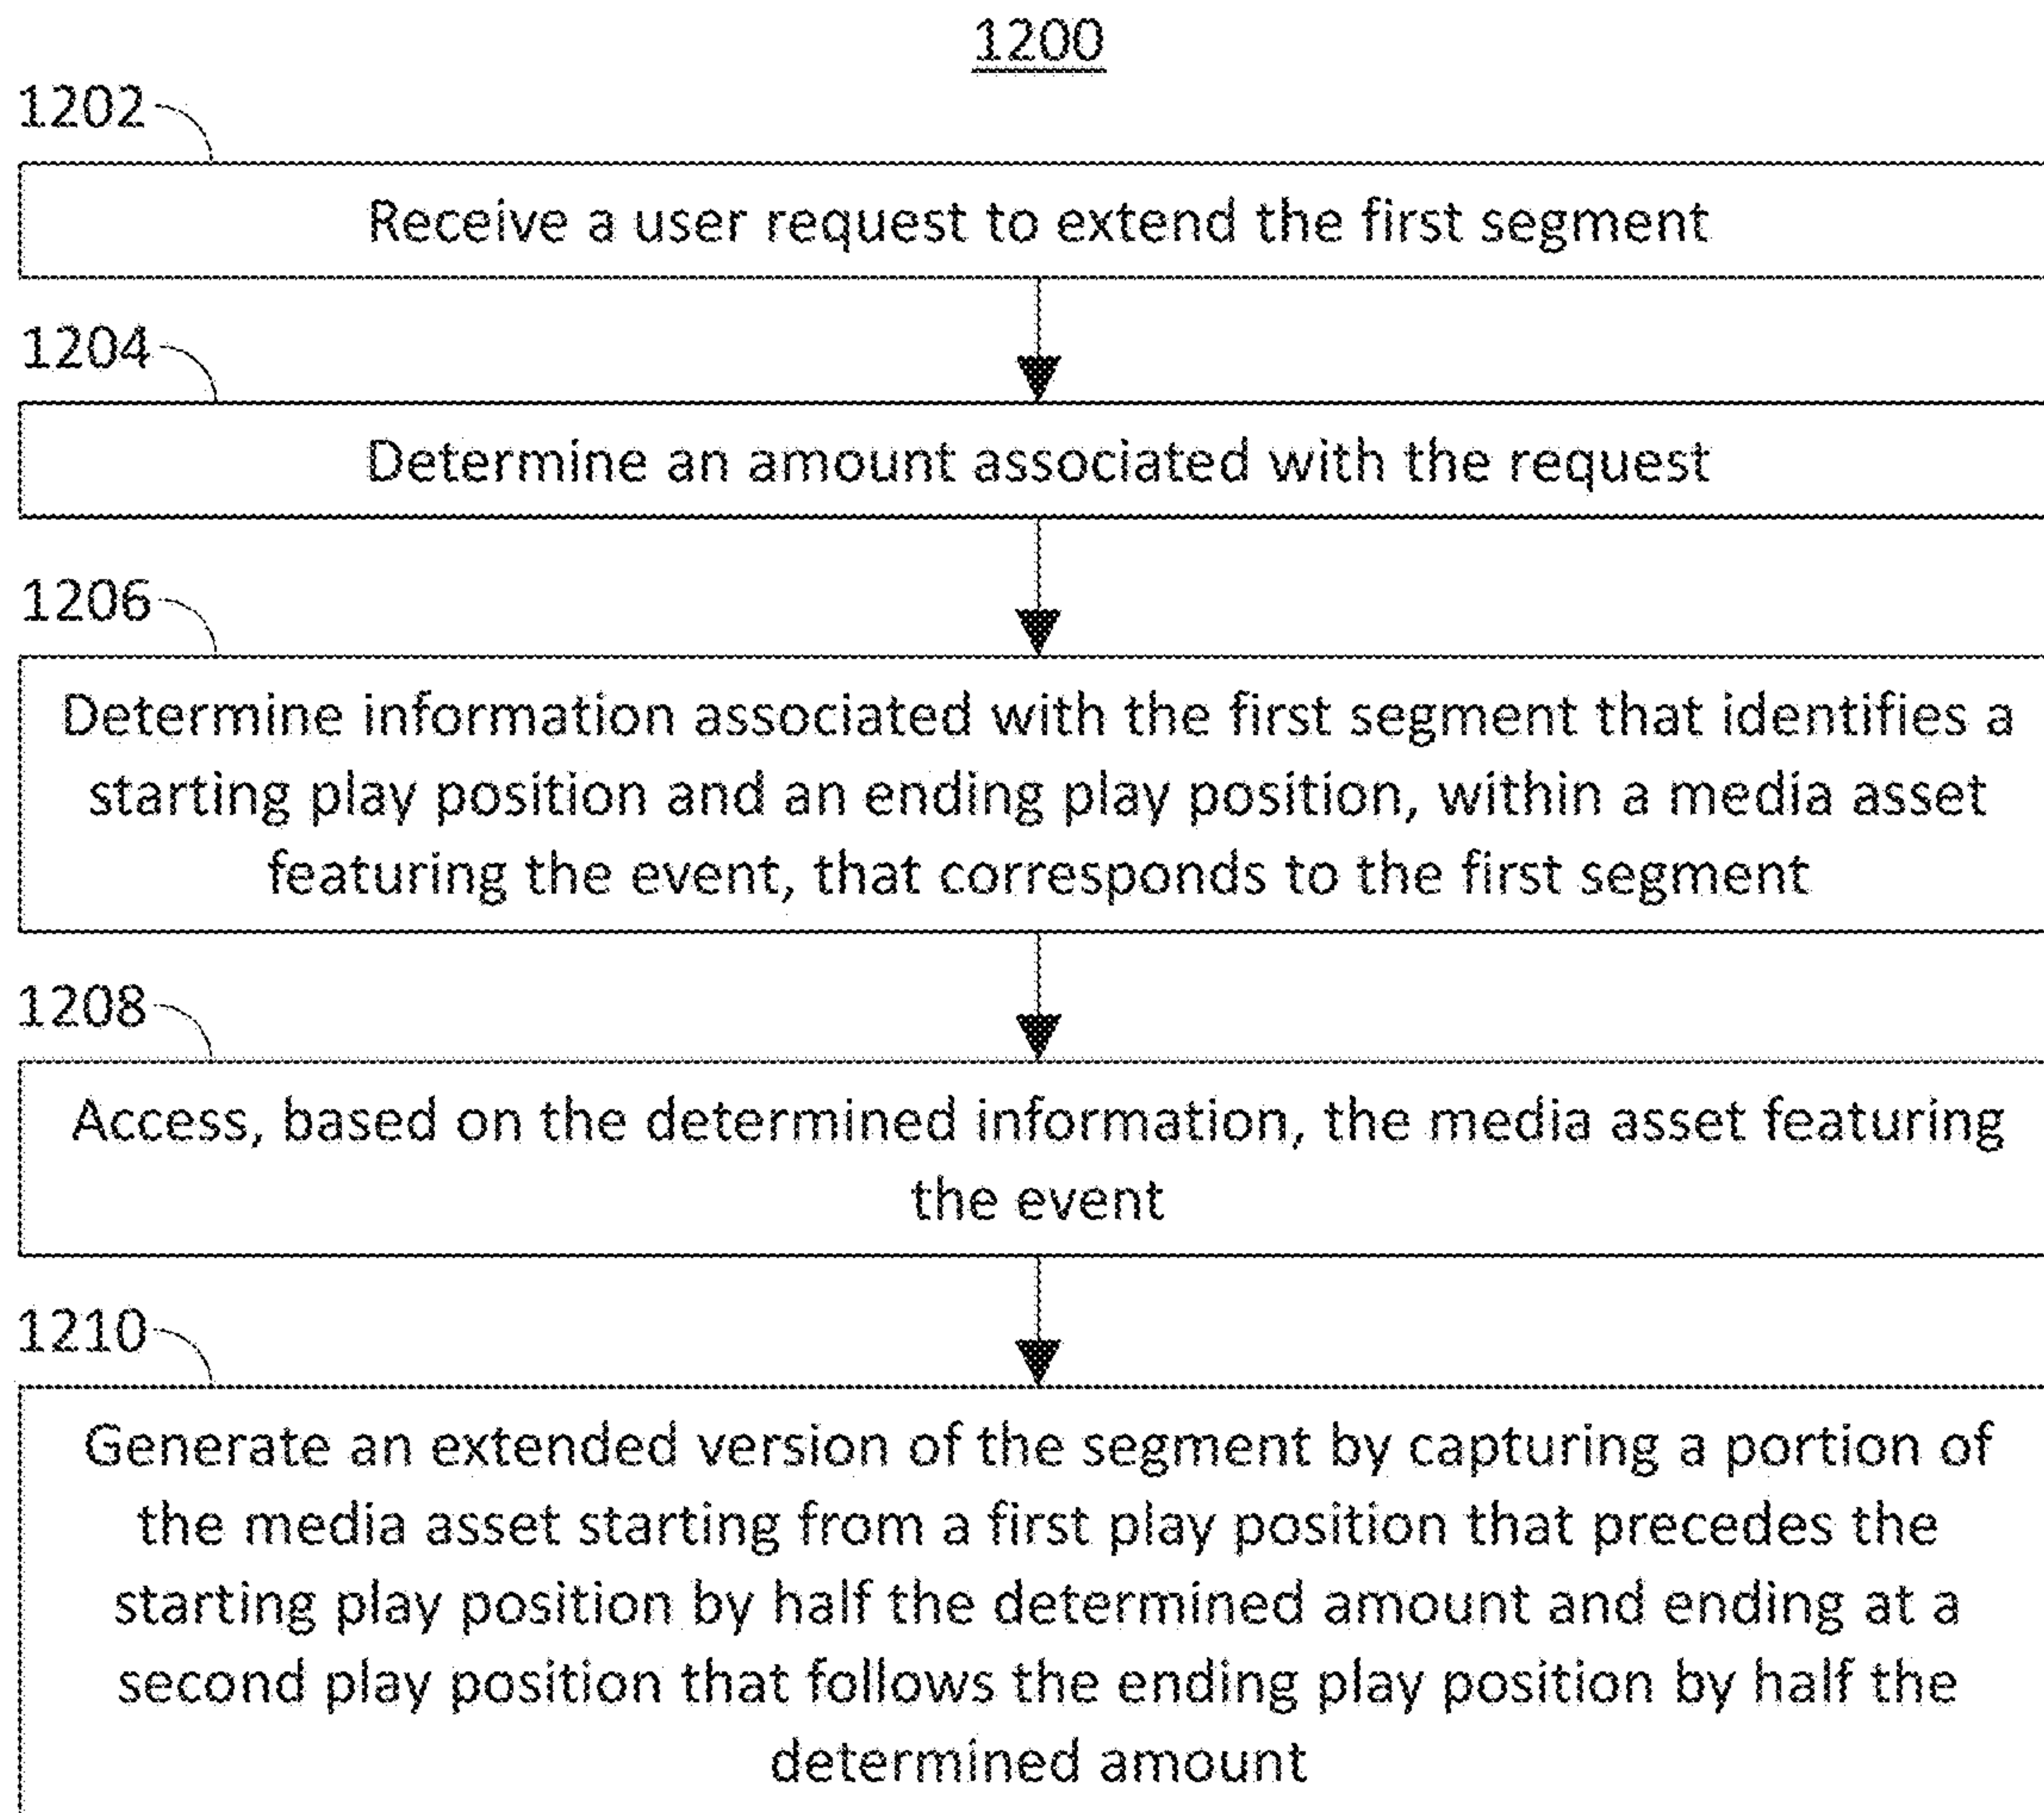 1200
1202
Receive a user request to extend the first segment
1204
Determine an amount associated with the request
1206
Determine information associated with the first segment that identifies a
starting play position and an ending play position, within a media asset
featuring the event, that corresponds to the first segment
1208
Access, based on the determined information, the media asset featuring
the event
1210
Generate an extended version of the segment by capturing a portion of
the media asset starting from a first play position that precedes the
starting play position by half the determined amount and ending at a
second play position that follows the ending play position by half the
determined amount